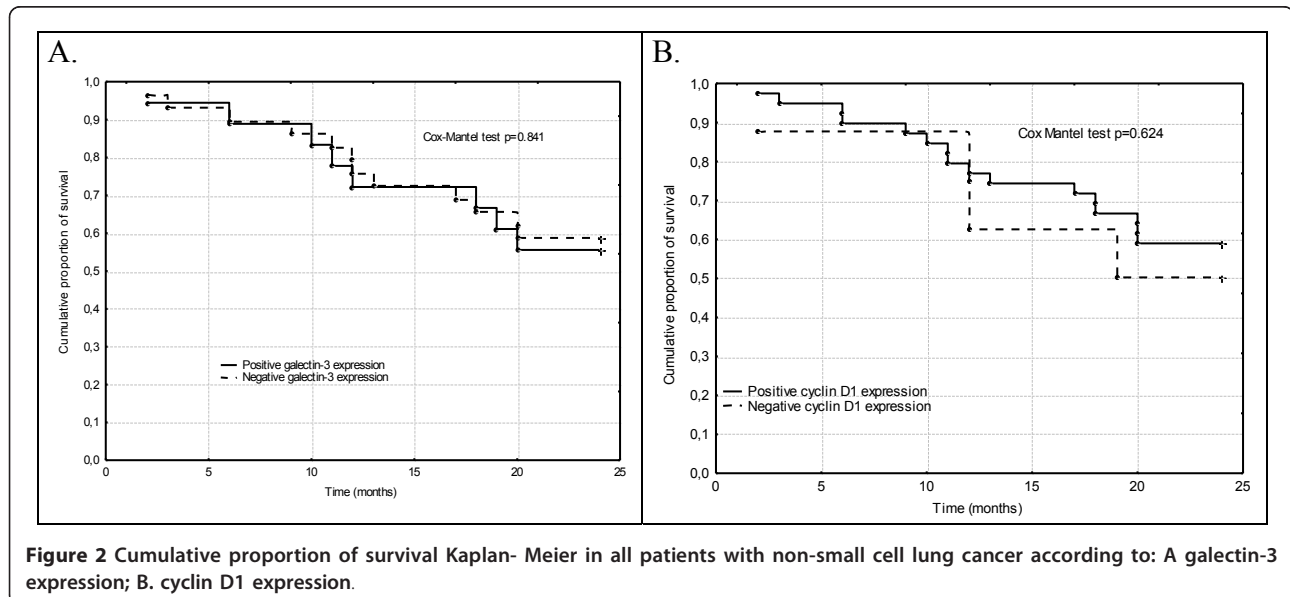 A.
1,0
0,9
0,8
0,7
0,6
0,5
0,4
0,3
0,2
0,1
0,0
Cumulative proportion of survival
Cox-Mantel test p=0.841
Positive galectin-3 expression
Negative galectin-3 expression
0 5 10 15 20 25
Time (months)
B.
1,0
0,9
0,8
0,7
0,6
0,5
0,4
0,3
0,2
0,1
0,0
Cumulative proportion of survival
Cox Mantel test p=0.624
Positive cyclin D1 expression
Negative cyclin D1 expression
0 5 10 15 20 25
Time (months)
Figure 2 Cumulative proportion of survival Kaplan- Meier in all patients with non-small cell lung cancer according to: A galectin-3
expression; B. cyclin D1 expression.